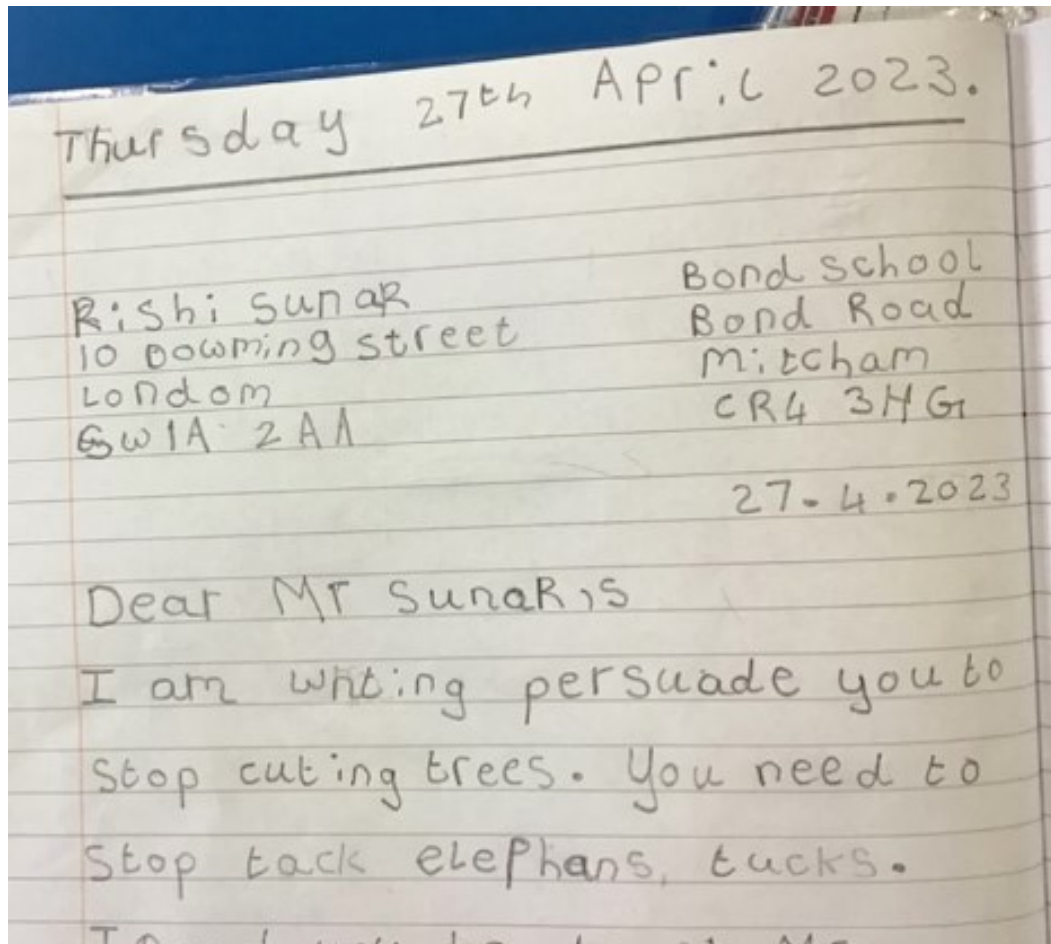 Thursday 27th April 2023.
Rishi Sunak
10 Dowming street
Londom
SW1A 2AA
Bond school
Bond Road
Mitcham
CR4 3HG
27.4.2023
Dear Mr Sunak
I am writing persuade you to
Stop cuting trees. You need to
Stop tack elephans, tucks.